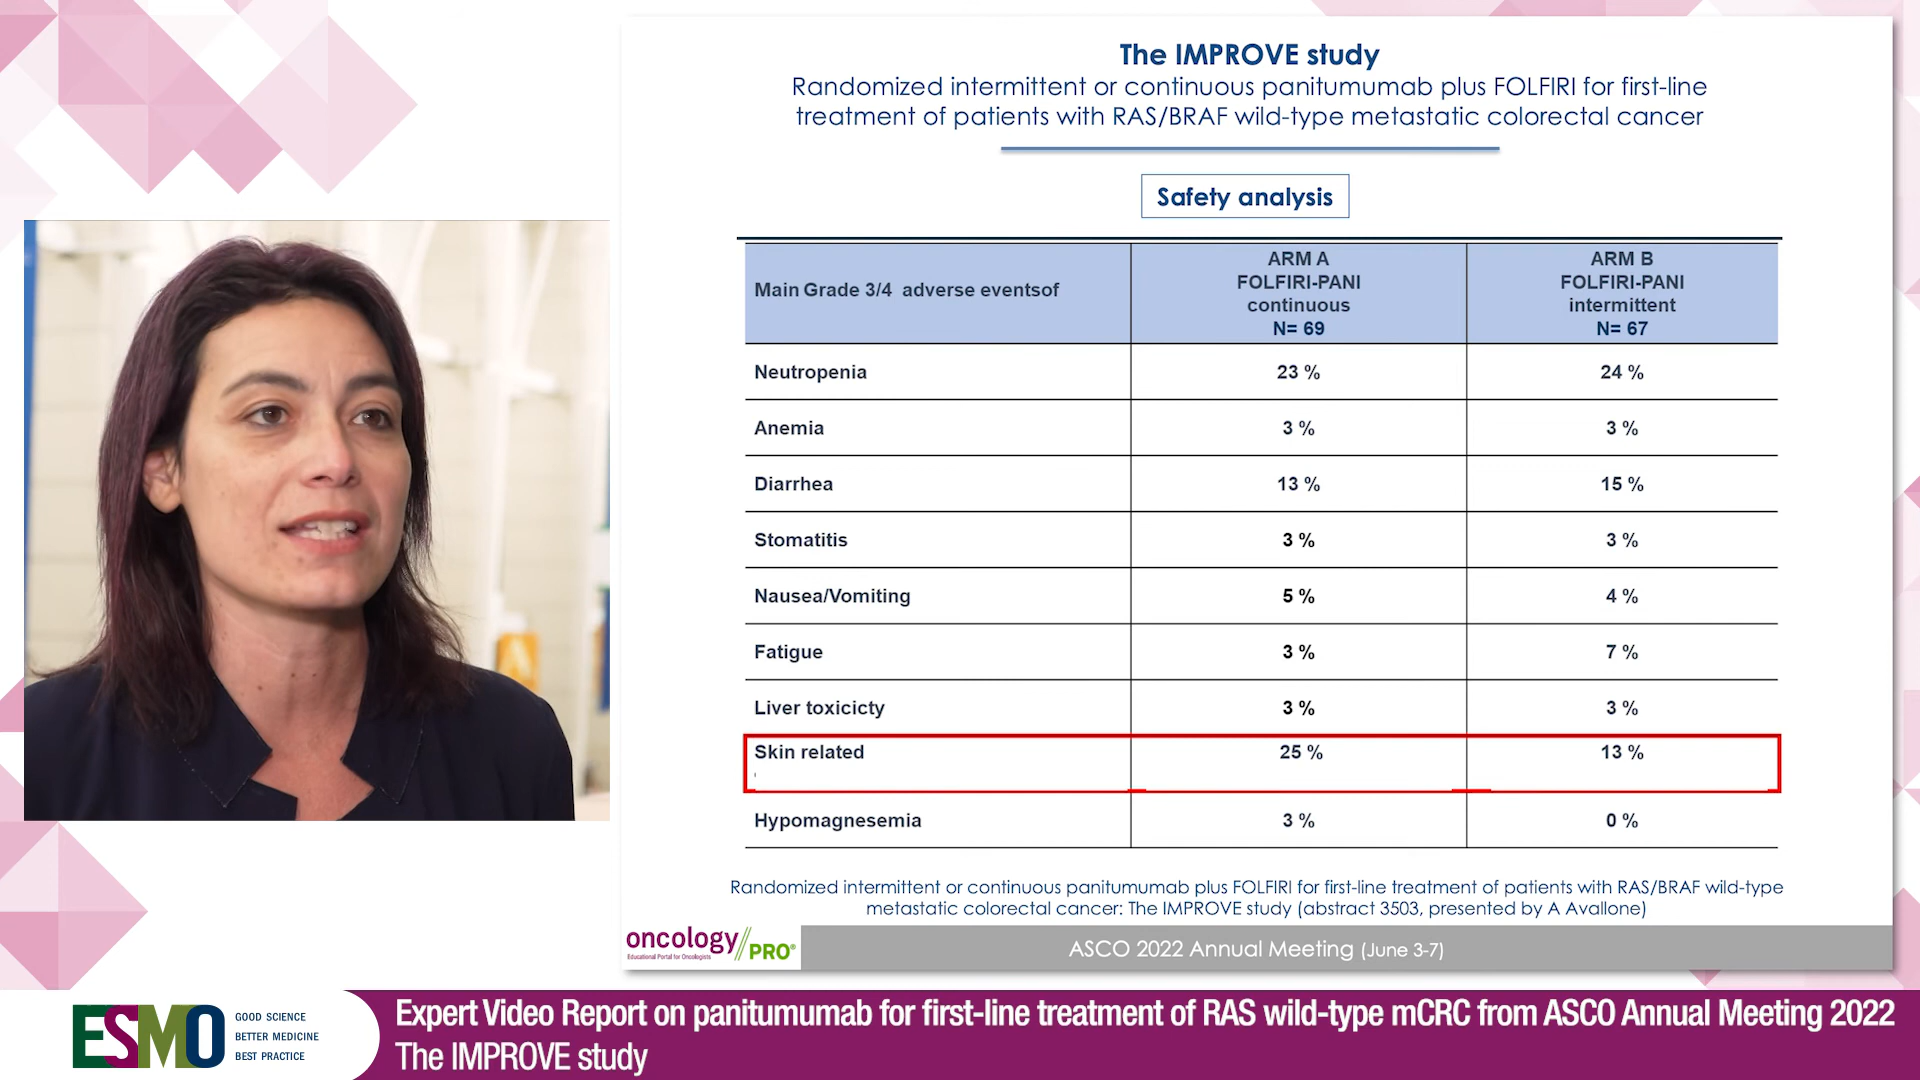 The IMPROVE study
Randomized intermittent or continuous panitumumab plus FOLFIRI for first-line
treatment of patients with RAS/BRAF wild-type metastatic colorectal cancer
Safety analysis
Main Grade 3/4 adverse eventsof
ARM A
FOLFIRI-PANI
continuous
N= 69
ARM B
FOLFIRI-PANI
intermittent
N= 67
Neutropenia 23 % 24 %
Anemia 3 % 3 %
Diarrhea 13 % 15 %
Stomatitis 3 % 3 %
Nausea/Vomiting 5 % 4 %
Fatigue 3 % 7 %
Liver toxicicty 3 % 3 %
Skin related 25 % 13 %
Hypomagnesemia 3 % 0 %
Randomized intermittent or continuous panitumumab plus FOLFIRI for first-line treatment of patients with RAS/BRAF wild-type
metastatic colorectal cancer: The IMPROVE study (abstract 3503, presented by A Avallone)
oncology//PRO®
Educational Portal for Oncologists
ASCO 2022 Annual Meeting (June 3-7)
ESMO
GOOD SCIENCE
BETTER MEDICINE
BEST PRACTICE
Expert Video Report on panitumumab for first-line treatment of RAS wild-type mCRC from ASCO Annual Meeting 2022
The IMPROVE study